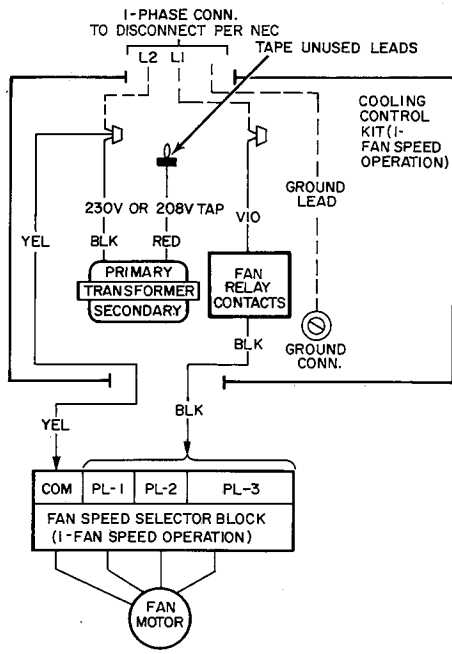 1-PHASE CONN.
TO DISCONNECT PER NEC
TAPE UNUSED LEADS
L2 L1
COOLING
CONTROL
KIT (1-
FAN SPEED
OPERATION)
GROUND
LEAD
230V OR 208V TAP
VIO
YEL
BLK
RED
PRIMARY
TRANSFORMER
SECONDARY
FAN
RELAY
CONTACTS
BLK
GROUND
CONN.
BLK
YEL
COM PL-1 PL-2 PL-3
FAN SPEED SELECTOR BLOCK
(1-FAN SPEED OPERATION)
FAN
MOTOR